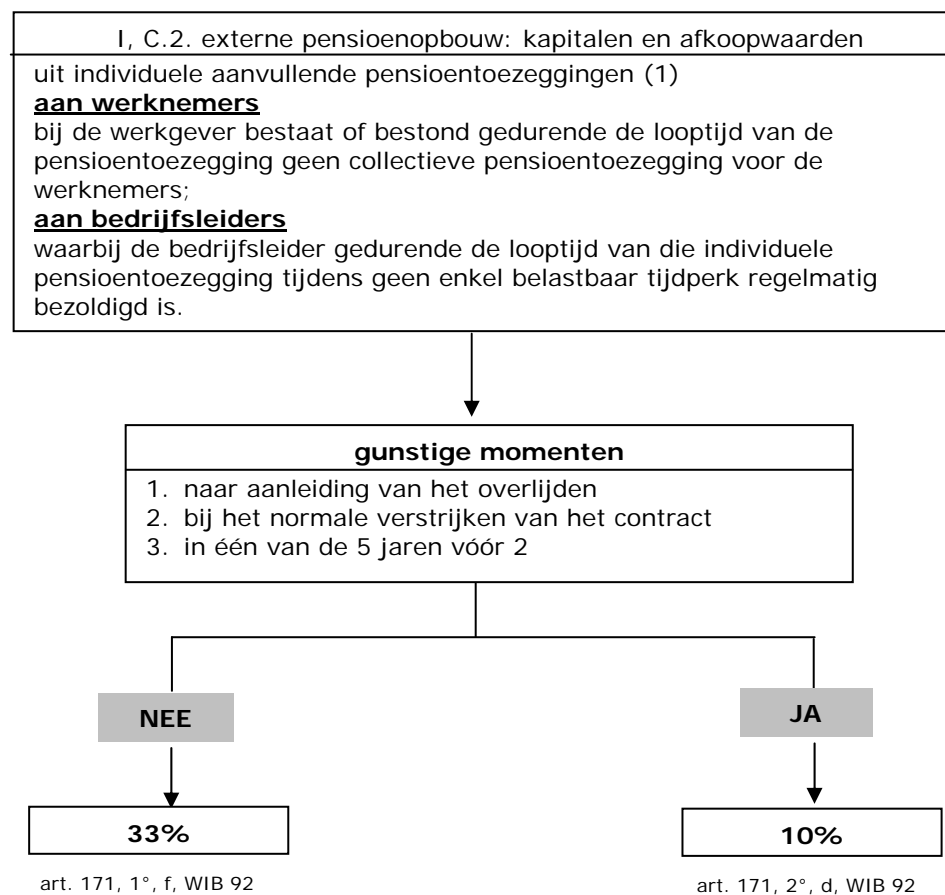 I, C.2. externe pensioenopbouw: kapitalen en afkoopwaarden
uit individuele aanvullende pensioentoezeggingen (1)
aan werknemers
bij de werkgever bestaat of bestond gedurende de looptijd van de
pensioentoezegging geen collectieve pensioentoezegging voor de
werknemers;
aan bedrijfsleiders
waarbij de bedrijfsleider gedurende de looptijd van die individuele
pensioentoezegging tijdens geen enkel belastbaar tijdperk regelmatig
bezoldigd is.
gunstige momenten
1. naar aanleiding van het overlijden
2. bij het normale verstrijken van het contract
3. in één van de 5 jaren vóór 2
NEE
JA
33%
10%
art. 171, 1°, f, WIB 92
art. 171, 2°, d, WIB 92